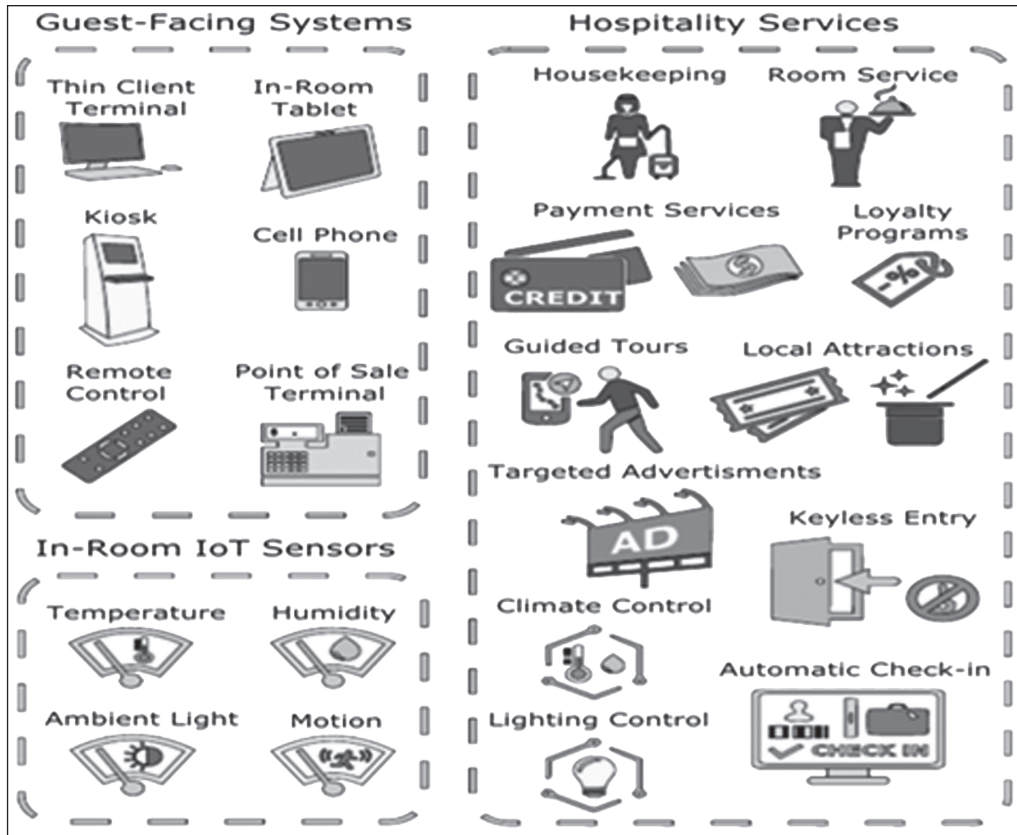 Guest-Facing Systems
Thin Client
Terminal
In-Room
Tablet
Kiosk
Cell Phone
Remote
Control
Point of Sale
Terminal
In-Room IoT Sensors
Temperature
Humidity
Ambient Light
Motion
Hospitality Services
Housekeeping
Room Service
Payment Services
Loyalty
Programs
CREDIT
$
-%
Guided Tours
Local Attractions
Targeted Advertisments
AD
Keyless Entry
Climate Control
Automatic Check-in
CHECK IN
Lighting Control